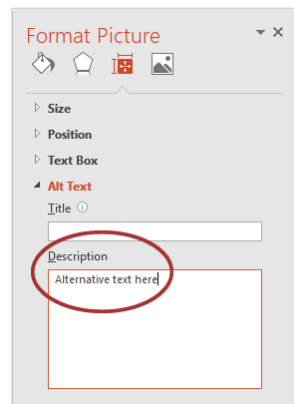 Format Picture
Size
Position
Text Box
Alt Text
Title
Description
Alternative text here